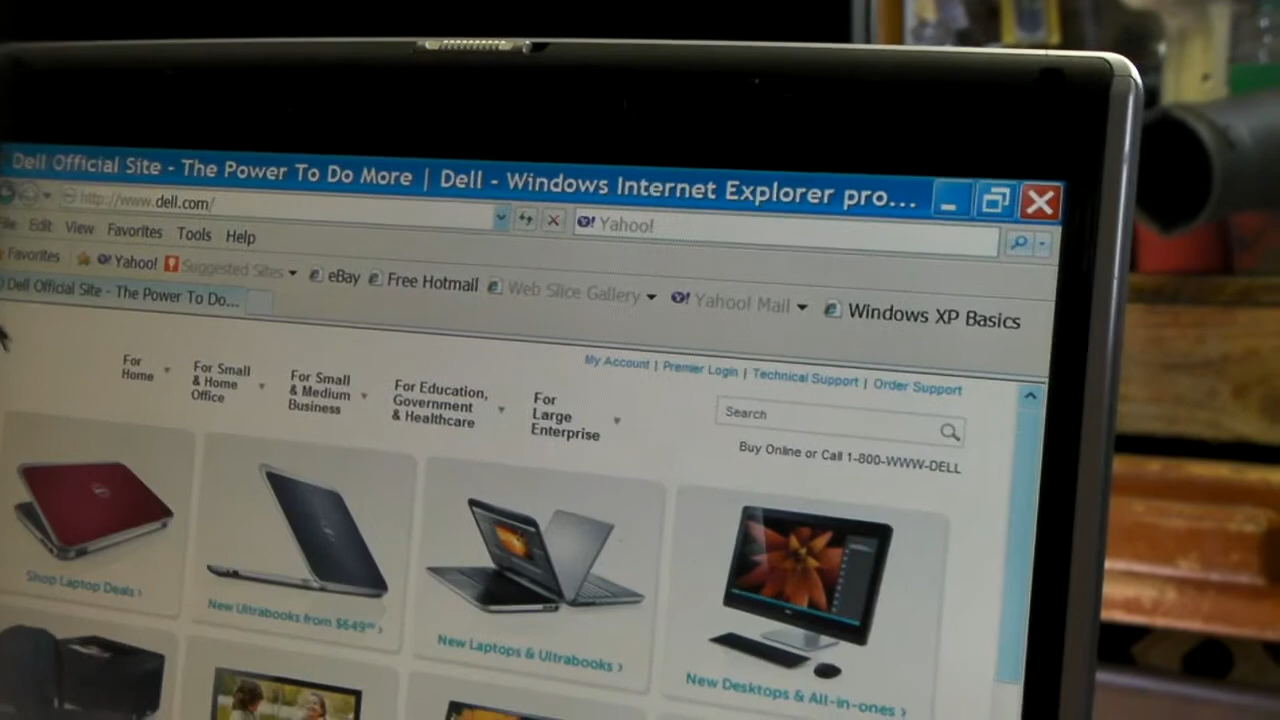 Dell Official Site - The Power To Do More | Dell - Windows Internet Explorer pro...
http://www.dell.com/
Yahoo!
File Edit View Favorites Tools Help
Favorites Yahoo! Suggested Sites eBay Free Hotmail Web Slice Gallery Yahoo! Mail Windows XP Basics
Dell Official Site - The Power To Do...
My Account | Premier Login | Technical Support | Order Support
For
Home
For Small
& Home
Office
For Small
& Medium
Business
For Education,
Government
& Healthcare
For
Large
Enterprise
Search
Buy Online or Call 1-800-WWW-DELL
Shop Laptop Deals ›
New Ultrabooks from $649⁹⁹ ›
New Laptops & Ultrabooks ›
New Desktops & All-in-ones ›